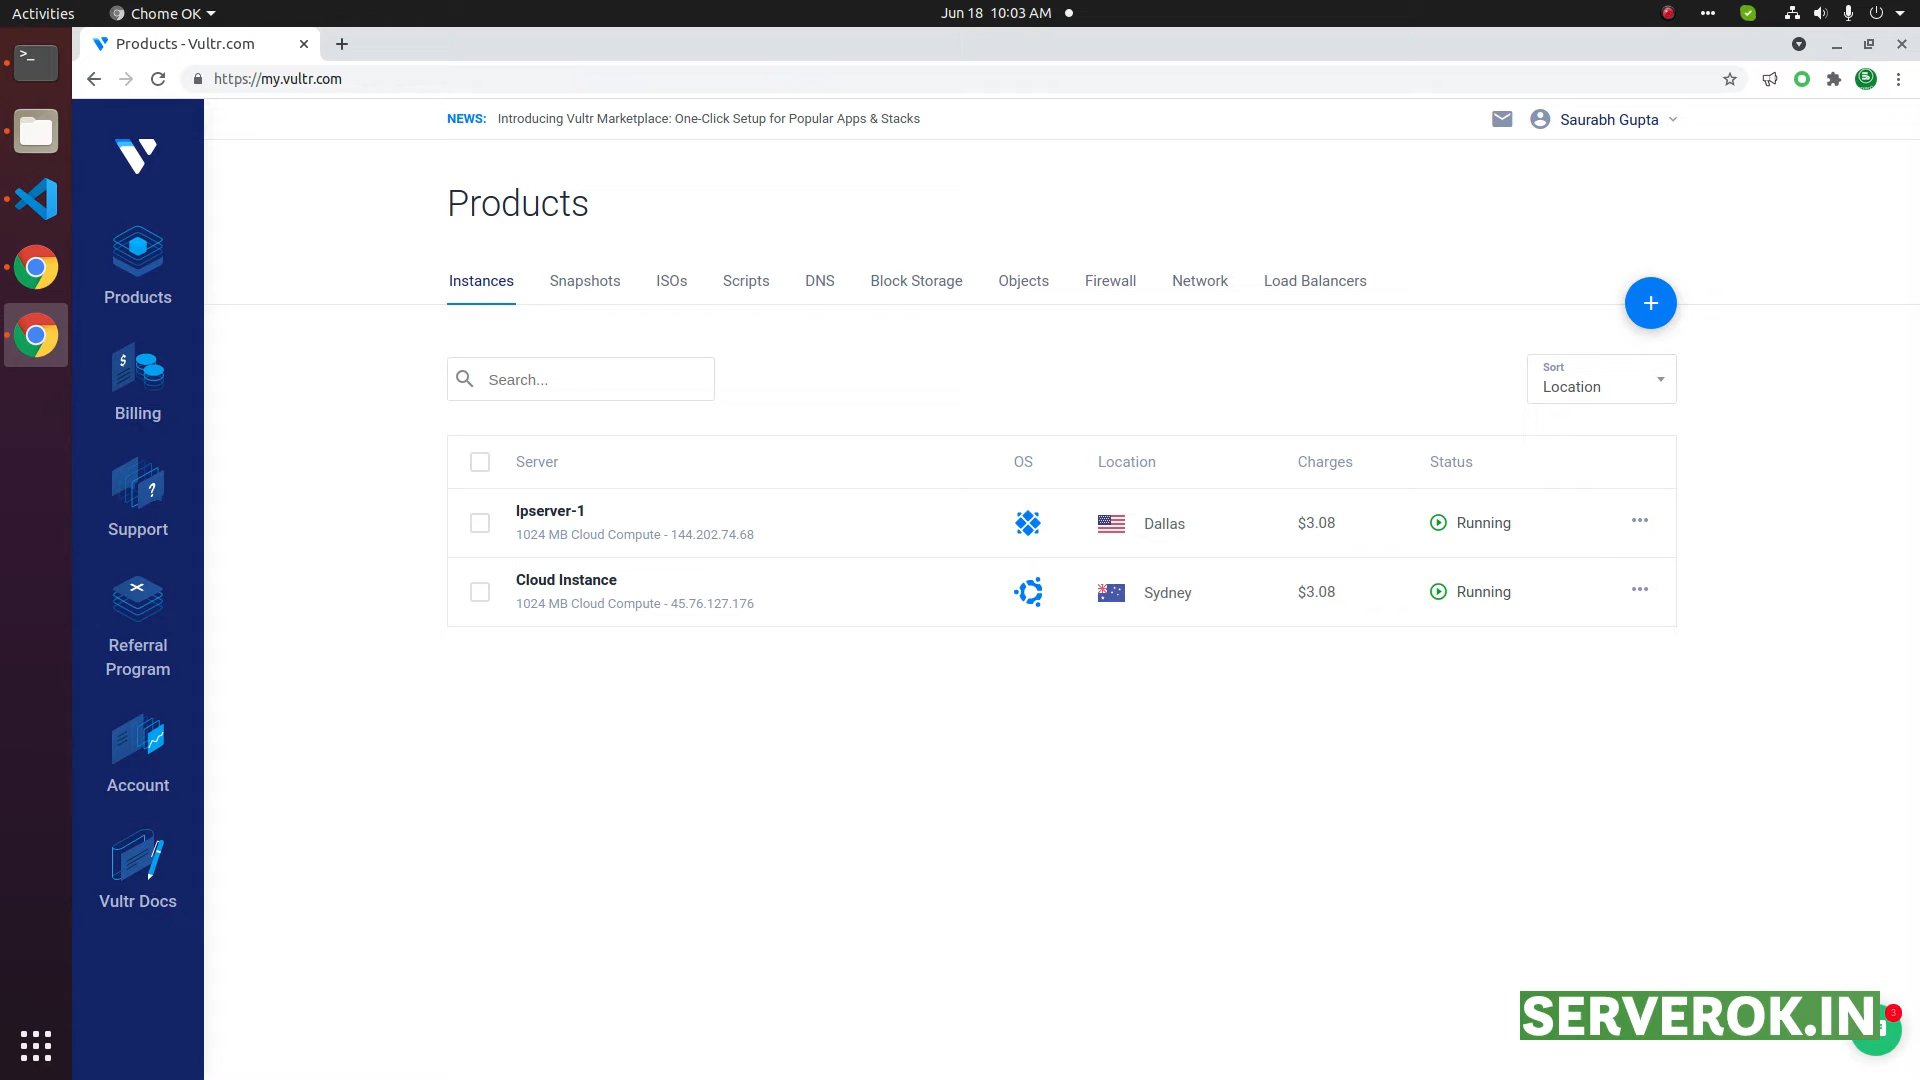 Activities
Chome OK
Jun 18 10:03 AM
Products - Vultr.com
https://my.vultr.com
NEWS: Introducing Vultr Marketplace: One-Click Setup for Popular Apps & Stacks
Saurabh Gupta
Products
Billing
Support
Referral
Program
Account
Vultr Docs
Products
Instances Snapshots ISOs Scripts DNS Block Storage Objects Firewall Network Load Balancers
+
Search...
Sort
Location
Server OS Location Charges Status
Ipserver-1
1024 MB Cloud Compute - 144.202.74.68
Dallas $3.08 Running
Cloud Instance
1024 MB Cloud Compute - 45.76.127.176
Sydney $3.08 Running
SERVEROK.IN
3